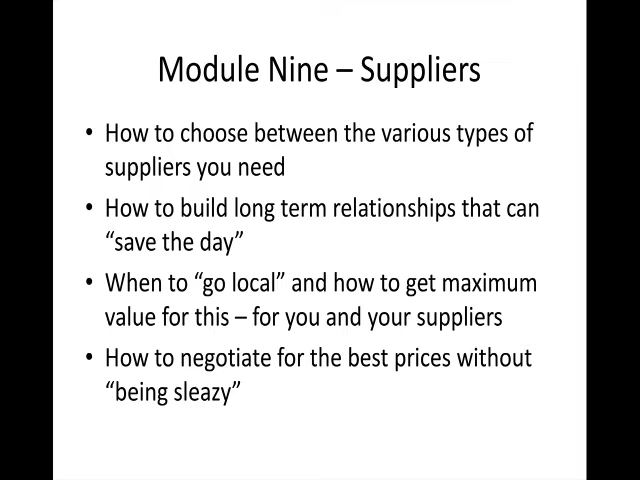 Module Nine – Suppliers
• How to choose between the various types of
suppliers you need
• How to build long term relationships that can
“save the day”
• When to “go local” and how to get maximum
value for this – for you and your suppliers
• How to negotiate for the best prices without
“being sleazy”